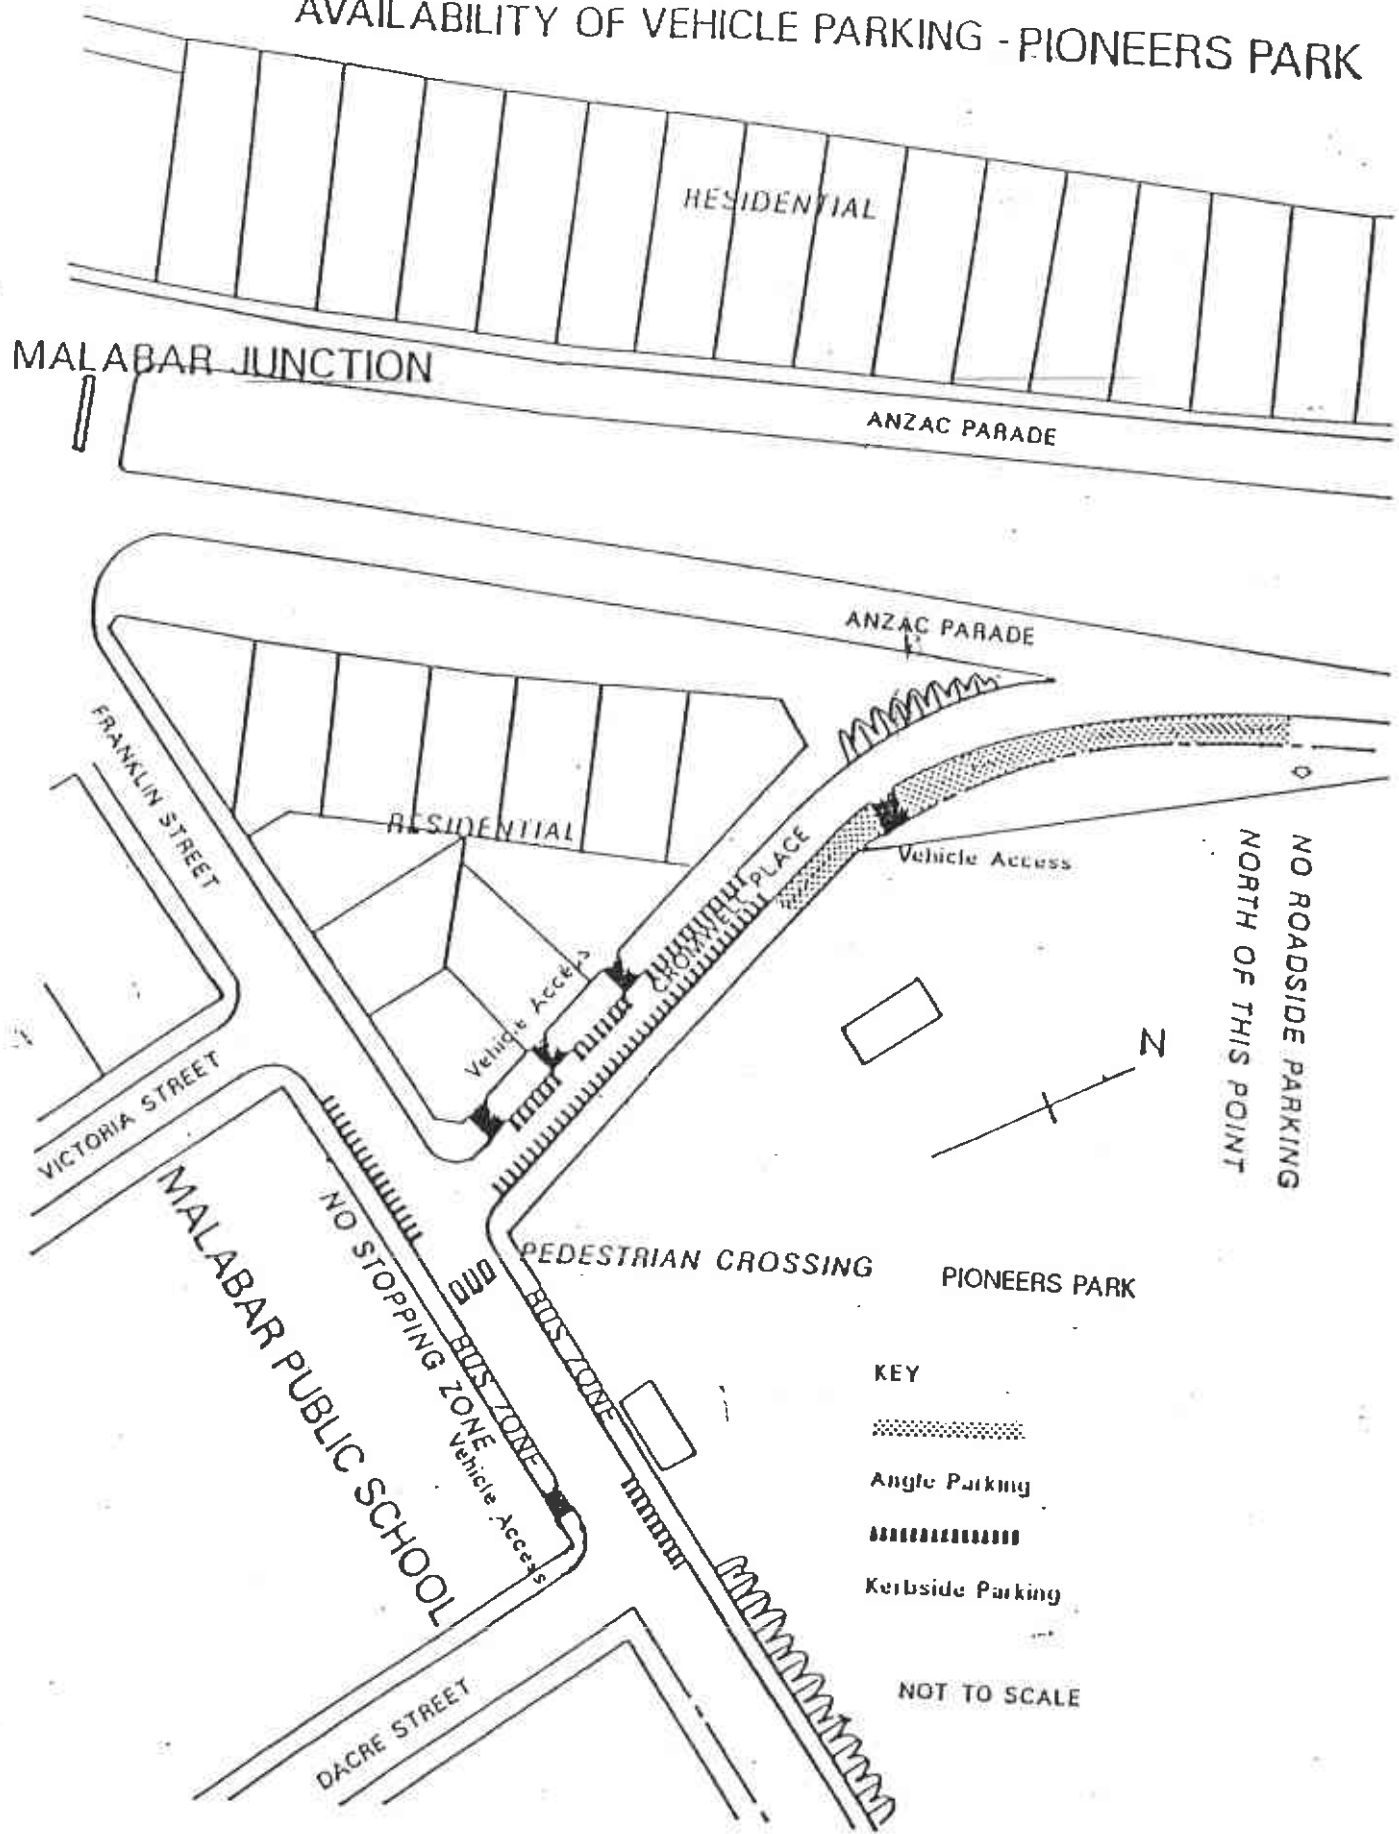 AVAILABILITY OF VEHICLE PARKING - PIONEERS PARK
RESIDENTIAL
MALABAR JUNCTION
ANZAC PARADE
ANZAC PARADE
FRANKLIN STREET
RESIDENTIAL
CROMWELL PLACE
Vehicle Access
Vehicle Access
NO ROADSIDE PARKING
NORTH OF THIS POINT
N
VICTORIA STREET
MALABAR PUBLIC SCHOOL
NO STOPPING ZONE
PEDESTRIAN CROSSING
PIONEERS PARK
BUS ZONE
BUS ZONE
Vehicle Access
KEY
Angle Parking
Kerbside Parking
NOT TO SCALE
DACRE STREET